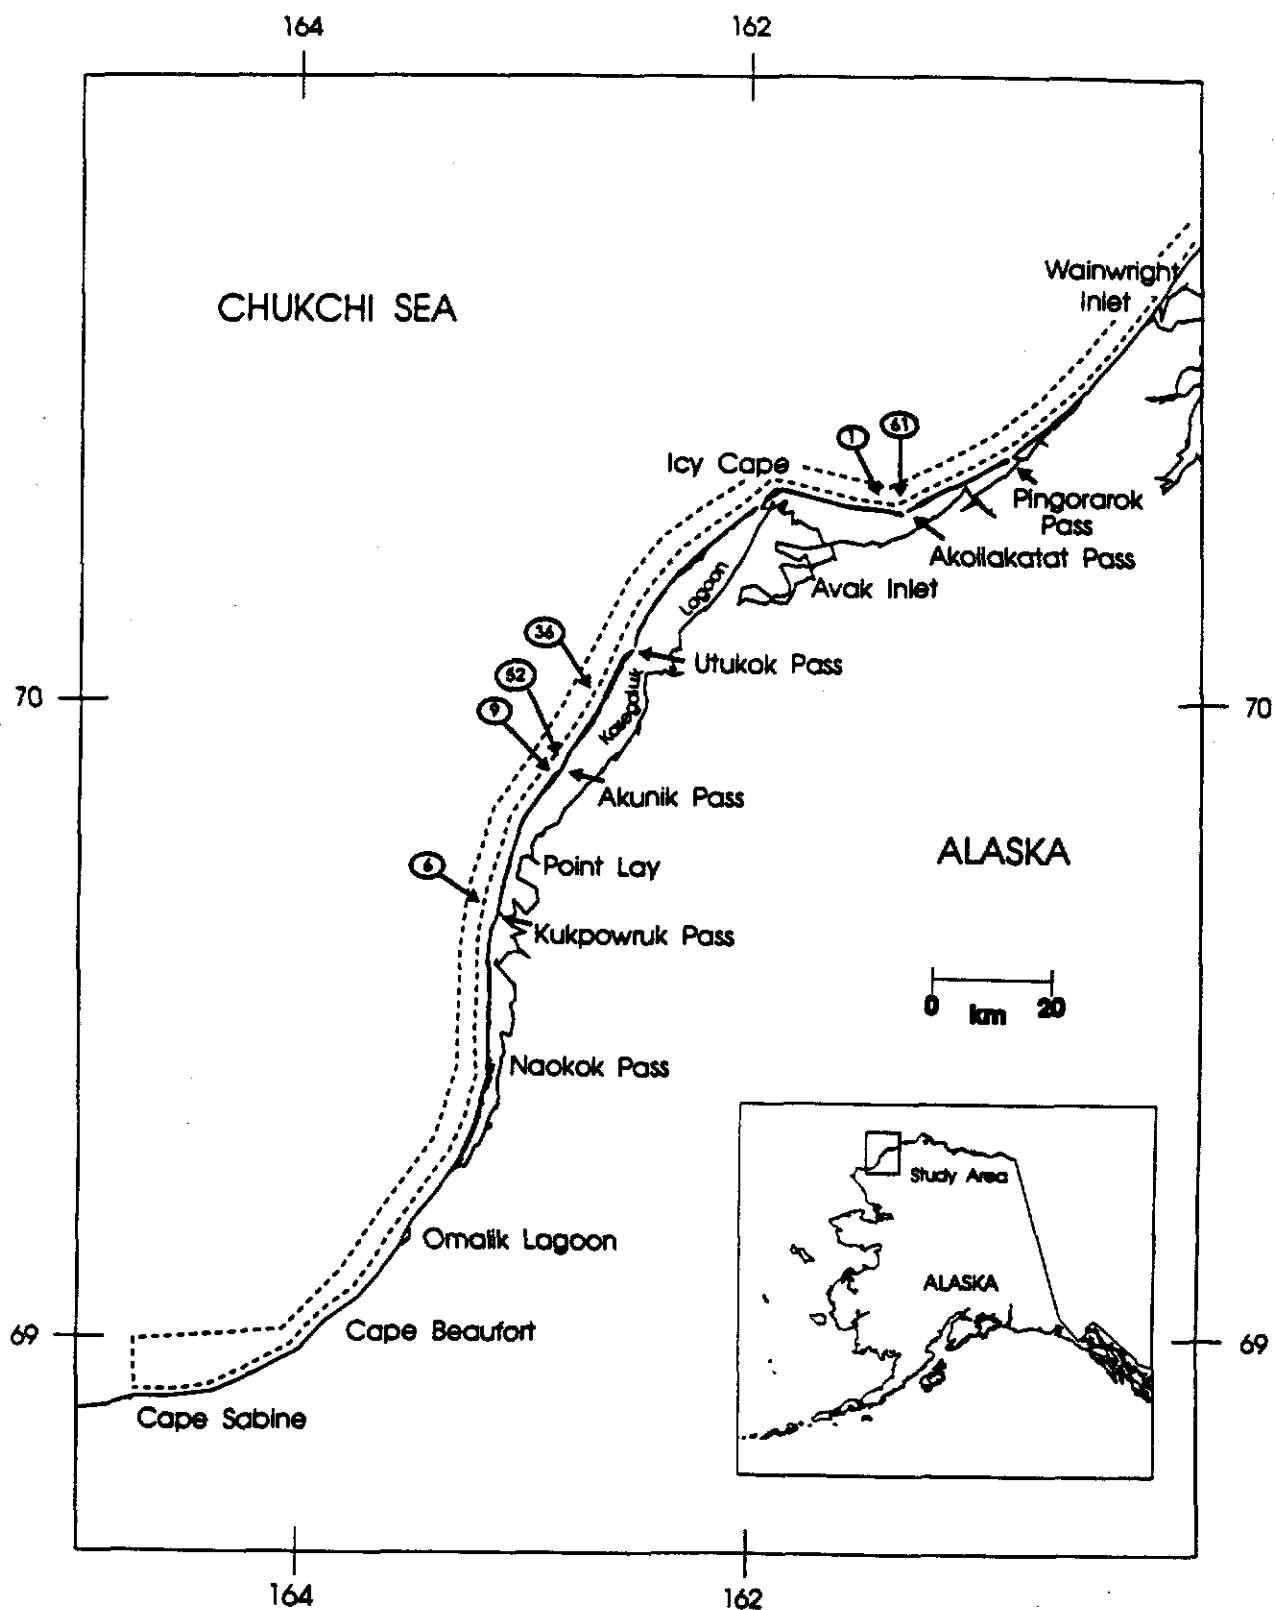 164
162
Wainwright
Inlet
CHUKCHI SEA
1
61
Icy Cape
Pingorarok
Pass
Akoliakatat Pass
Lagoon
Avak Inlet
36
Utukok Pass
52
Kasegaluk
70
9
70
Akunik Pass
ALASKA
6
Point Lay
Kukpowruk Pass
0
km
20
Naokok Pass
Study Area
Omalik Lagoon
ALASKA
69
Cape Beaufort
69
Cape Sabine
164
162